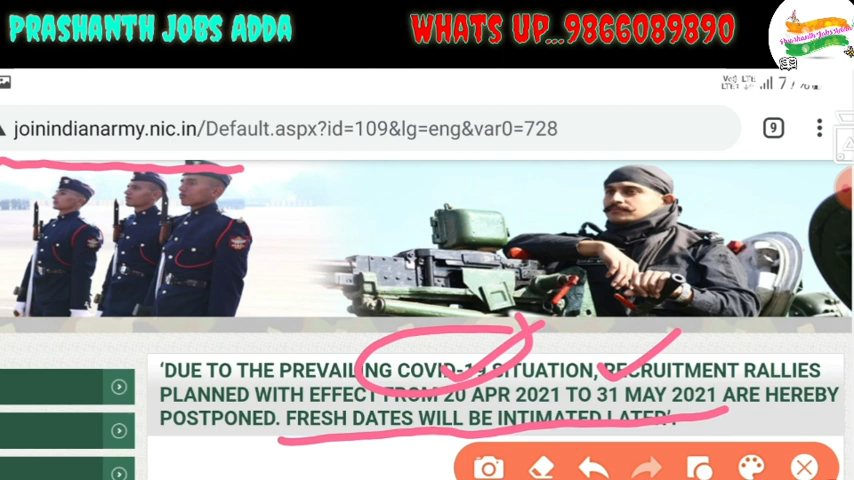 PRASHANTH JOBS ADDA
WHATS UP...9866089890
joinindianarmy.nic.in/Default.aspx?id=109&lg=eng&var0=728
9
'DUE TO THE PREVAILING COVID-19 SITUATION, RECRUITMENT RALLIES
PLANNED WITH EFFECT FROM 20 APR 2021 TO 31 MAY 2021 ARE HEREBY
POSTPONED. FRESH DATES WILL BE INTIMATED LATER'.